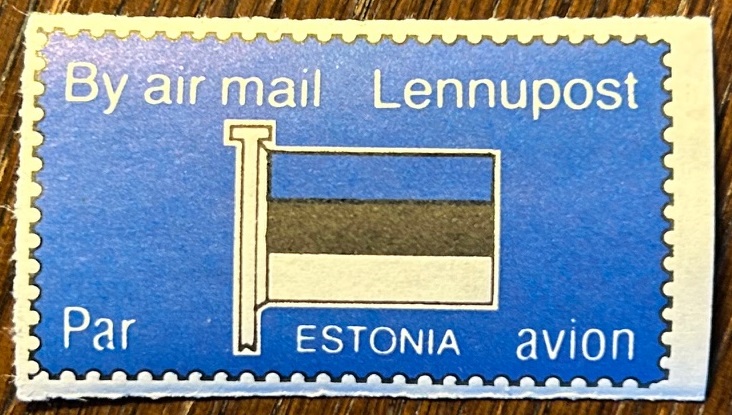 By air mail Lennupost
Par ESTONIA avion